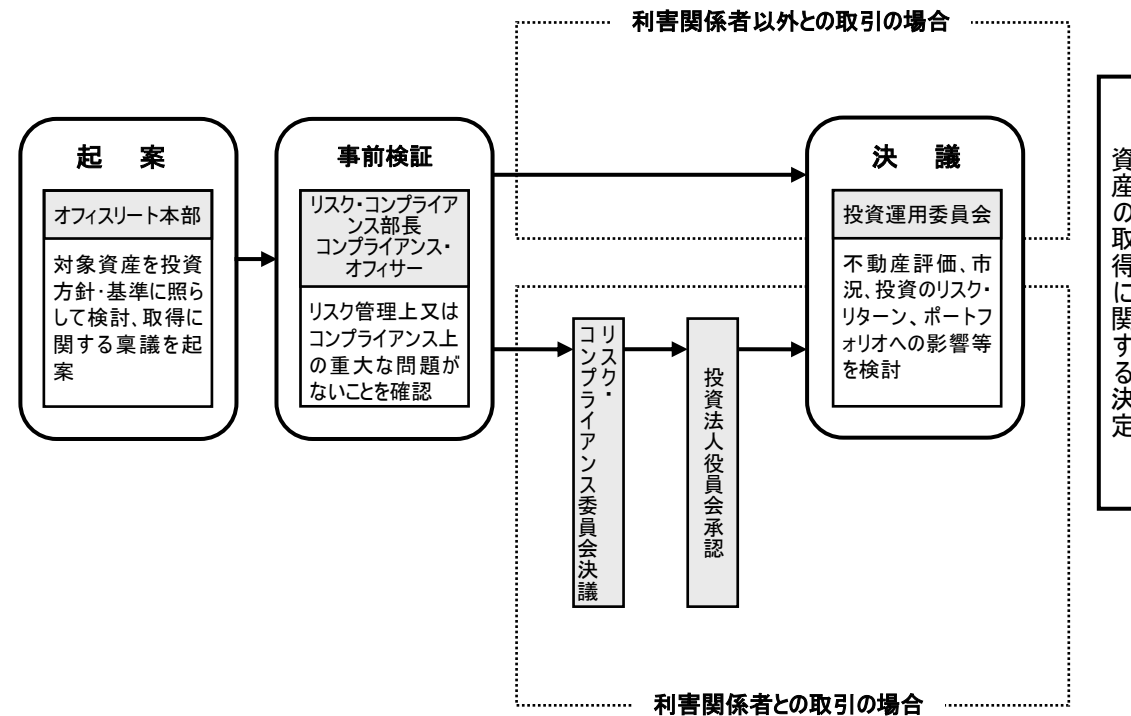 利害関係者以外との取引の場合
起　案
オフィスリート本部
対象資産を投資
方針・基準に照ら
して検討、取得に
関する稟議を起
案
事前検証
リスク・コンプライア
ンス部長
コンプライアンス・
オフィサー
リスク管理上又は
コンプライアンス上
の重大な問題が
ないことを確認
リスク・
コンプライアンス委員会決議
投資法人役員会承認
決　議
投資運用委員会
不動産評価、市
況、投資のリスク・
リターン、ポートフ
ォリオへの影響等
を検討
資産の取得に関する決定
利害関係者との取引の場合